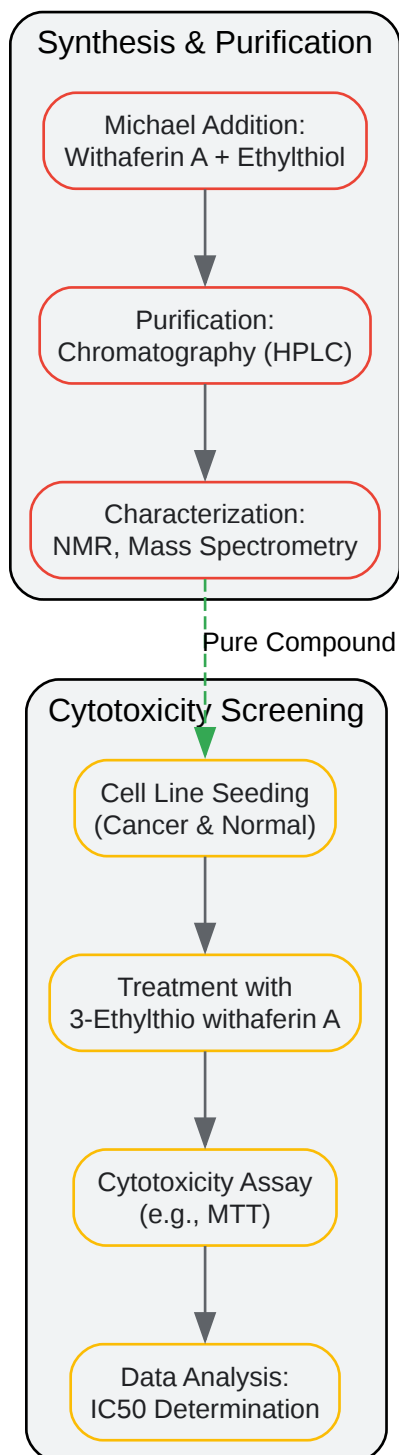 Synthesis & Purification
Michael Addition:
Withaferin A + Ethylthiol
Purification:
Chromatography (HPLC)
Characterization:
NMR, Mass Spectrometry
Pure Compound
Cytotoxicity Screening
Cell Line Seeding
(Cancer & Normal)
Treatment with
3-Ethylthio withaferin A
Cytotoxicity Assay
(e.g., MTT)
Data Analysis:
IC50 Determination